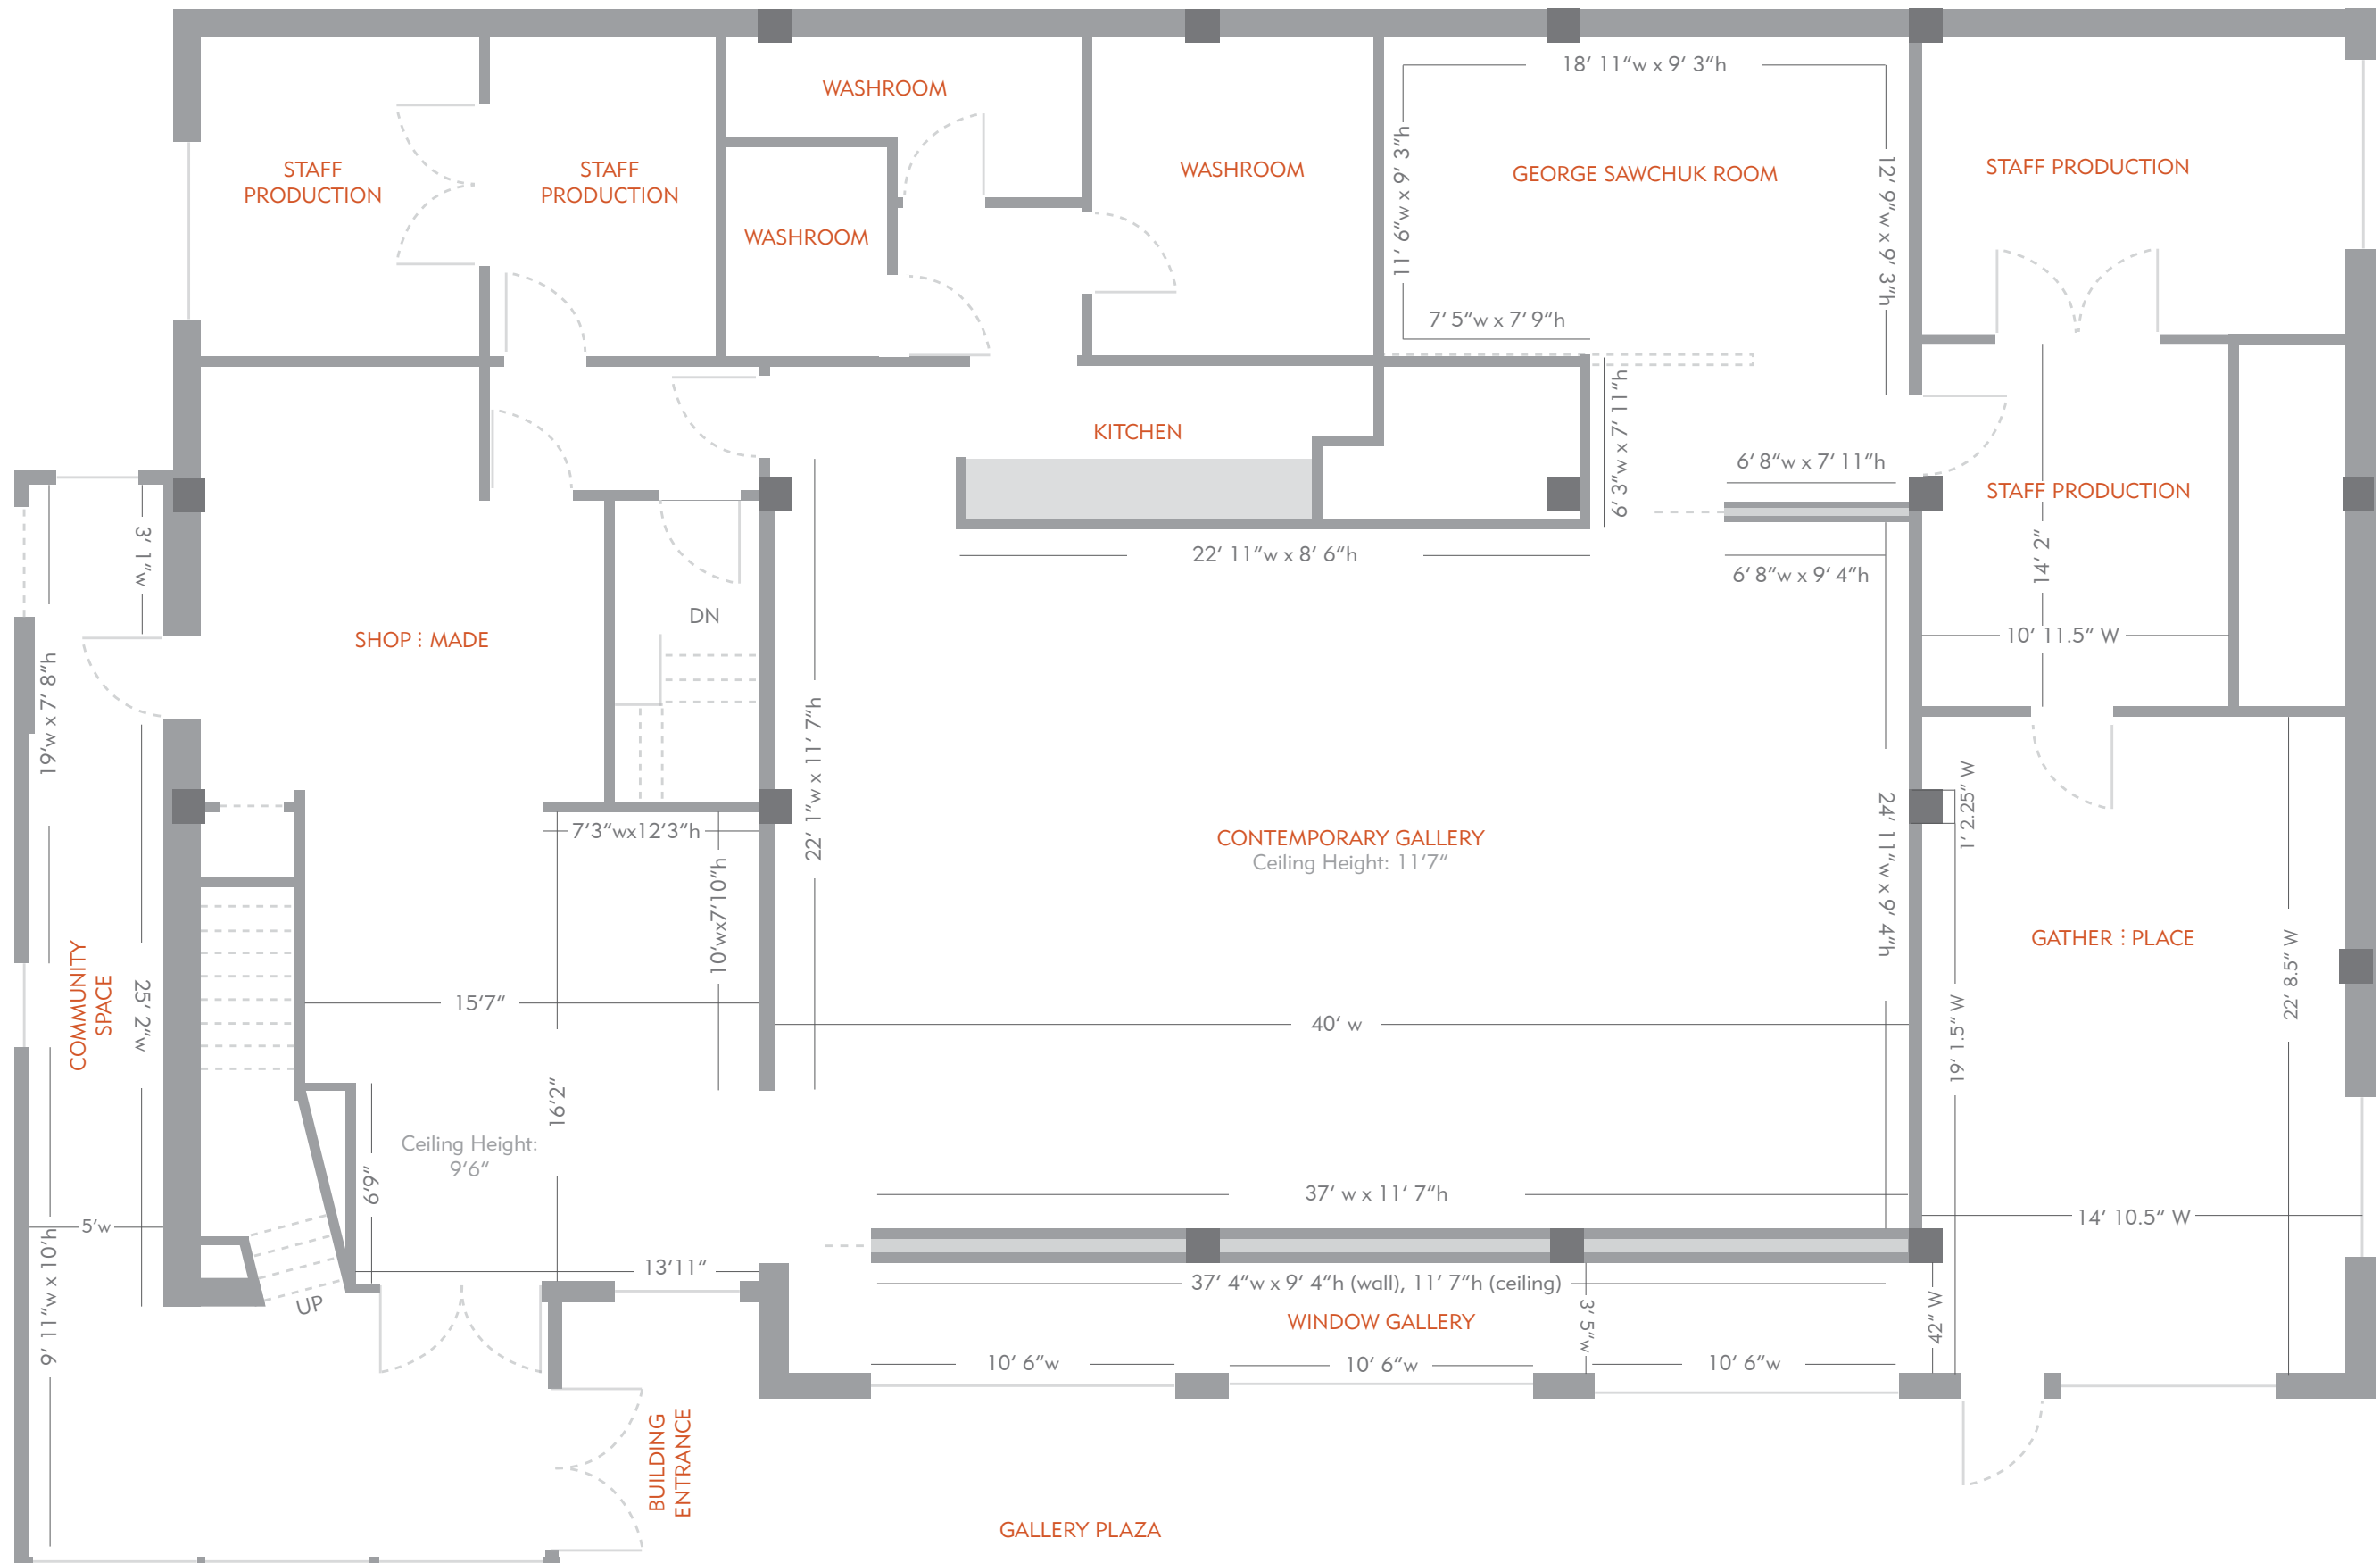 18' 11"w x 9' 3"h
WASHROOM
STAFF
PRODUCTION
STAFF
PRODUCTION
WASHROOM
GEORGE SAWCHUK ROOM
STAFF PRODUCTION
11' 6"w x 9' 3"h
12' 9"w x 9' 3"h
WASHROOM
7' 5"w x 7' 9"h
KITCHEN
6' 3"w x 7' 11"h
6' 8"w x 7' 11"h
STAFF PRODUCTION
3' 1"w
22' 11"w x 8' 6"h
6' 8"w x 9' 4"h
14' 2"
DN
SHOP ⋮ MADE
10' 11.5" W
19'w x 7' 8"h
22' 1"w x 11' 7"h
7'3"wx12'3"h
1' 2.25" W
CONTEMPORARY GALLERY
Ceiling Height: 11'7"
24' 11"w x 9' 4"h
10'wx7'10"h
GATHER ⋮ PLACE
22' 8.5" W
COMMUNITY
SPACE
25' 2"w
15'7"
40' w
19' 1.5" W
16'2"
Ceiling Height:
9'6"
6'9"
37' w x 11' 7"h
14' 10.5" W
5'w
9' 11"w x 10'h
13'11"
37' 4"w x 9' 4"h (wall), 11' 7"h (ceiling)
UP
WINDOW GALLERY
3' 5"w
42" W
10' 6"w
10' 6"w
10' 6"w
BUILDING
ENTRANCE
GALLERY PLAZA